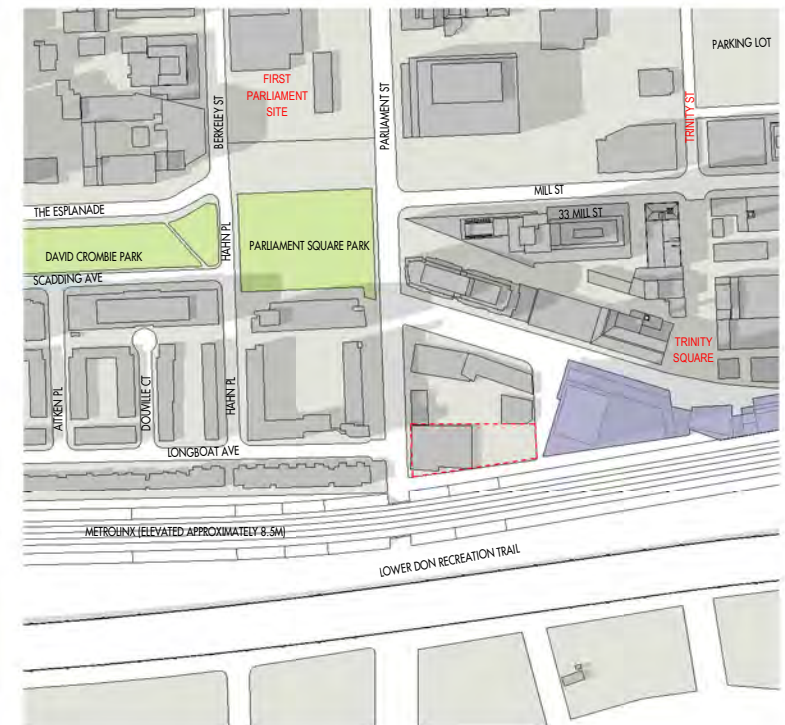 PARKING LOT
FIRST
PARLIAMENT
SITE
BERKELEY ST
PARLIAMENT ST
TRINITY ST
MILL ST
THE ESPLANADE
33 MILL ST
HAHN PL
PARLIAMENT SQUARE PARK
DAVID CROMBIE PARK
SCADDING AVE
TRINITY
SQUARE
AITKEN PL
DOUVILLE CT
HAHN PL
LONGBOAT AVE
METROLINX (ELEVATED APPROXIMATELY 8.5M)
LOWER DON RECREATION TRAIL